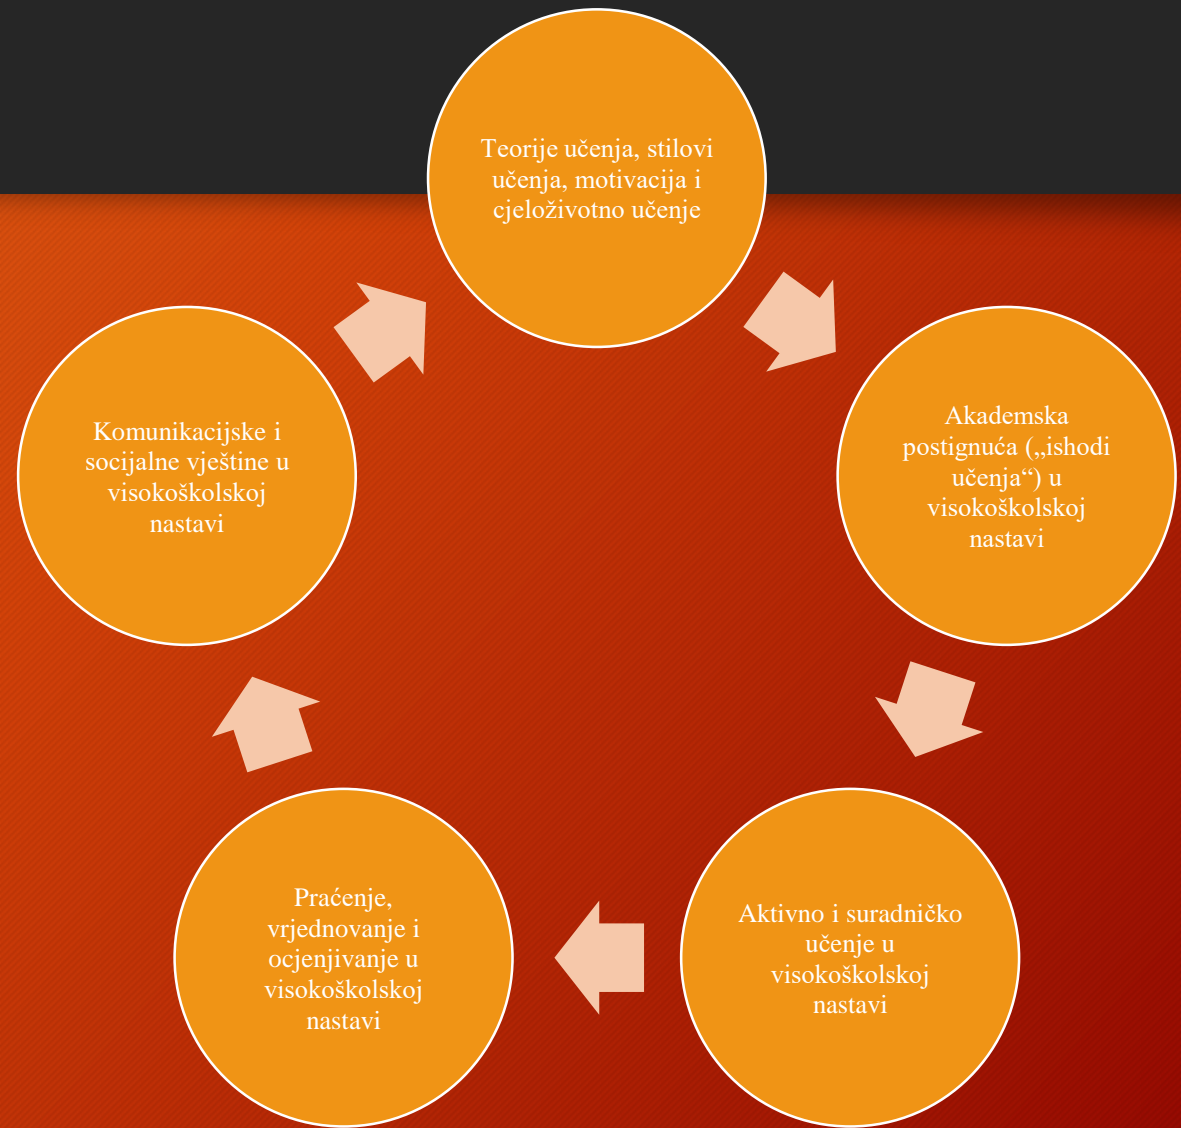 Teorije učenja, stilovi
učenja, motivacija i
cjeloživotno učenje
Akademska
postignuća („ishodi
učenja“) u
visokoškolskoj
nastavi
Aktivno i suradničko
učenje u
visokoškolskoj
nastavi
Praćenje,
vrjednovanje i
ocjenjivanje u
visokoškolskoj
nastavi
Komunikacijske i
socijalne vještine u
visokoškolskoj
nastavi